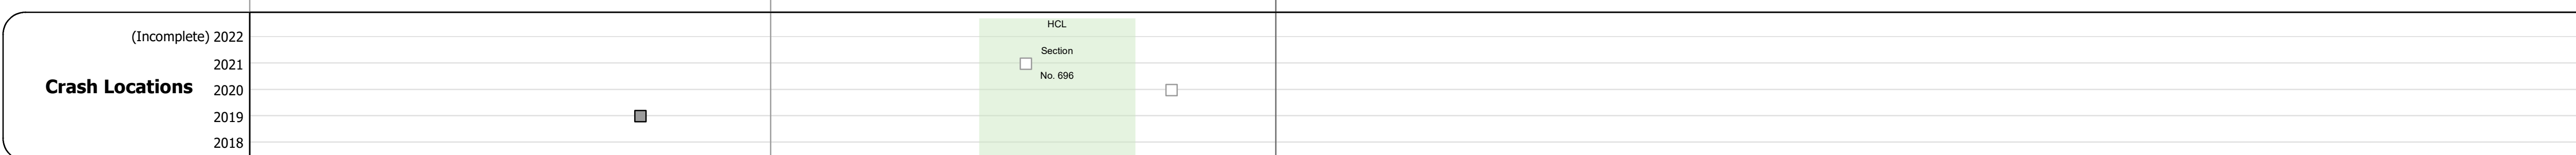 HCL
(Incomplete) 2022
Section
2021
No. 696
Crash Locations
2020
2019
2018